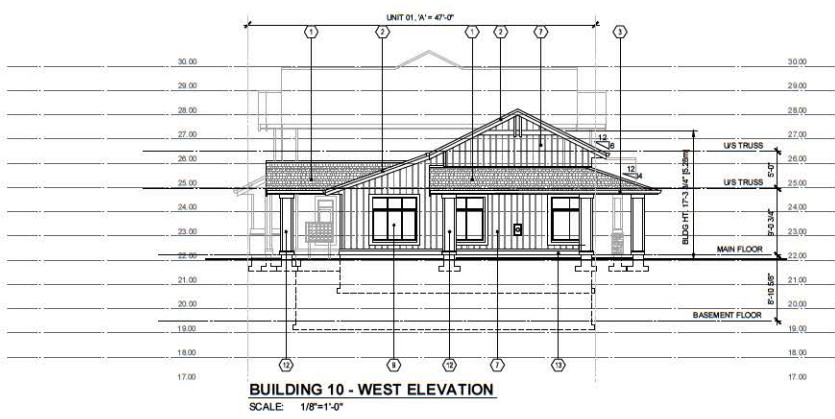 UNIT 01, 'A' = 47'-0"
1 2 1 2 7 3
30.00 30.00
29.00 29.00
28.00 28.00
27.00 27.00
12
6
U/S TRUSS
26.00 26.00
12
4
5'-0"
U/S TRUSS
25.00 25.00
BLDG HT. 17'-3 3/4" [5.28m]
24.00 24.00
9'-0 3/4"
23.00 23.00
MAIN FLOOR
22.00 22.00
21.00 21.00
8'-10 5/8"
20.00 20.00
BASEMENT FLOOR
19.00 19.00
18.00 18.00
12 9 12 7 13
17.00 17.00
BUILDING 10 - WEST ELEVATION
SCALE: 1/8"=1'-0"